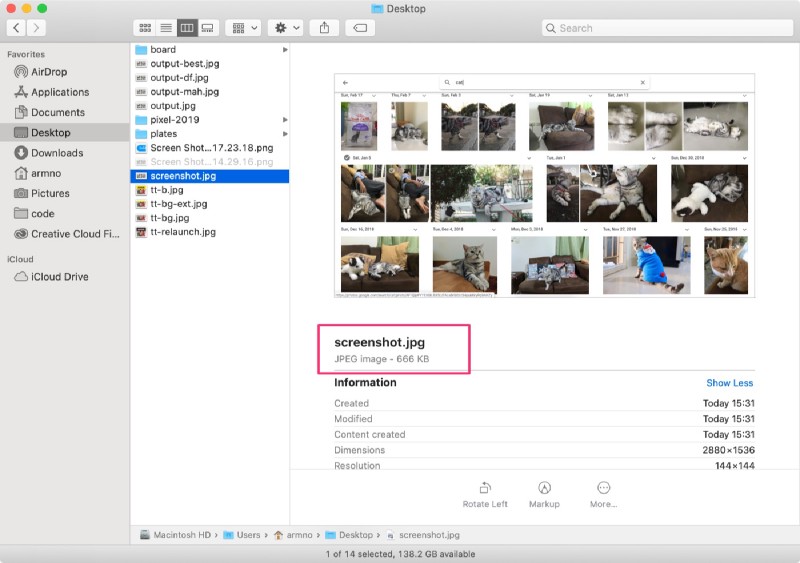 Desktop
Search
Favorites
AirDrop
Applications
Documents
Desktop
Downloads
armno
Pictures
code
Creative Cloud Fi...
iCloud
iCloud Drive
board
output-best.jpg
output-df.jpg
output-mah.jpg
output.jpg
pixel-2019
plates
Screen Shot...17.23.18.png
Screen Shot...14.29.16.png
screenshot.jpg
tt-b.jpg
tt-bg-ext.jpg
tt-bg.jpg
tt-relaunch.jpg
cat
Sun, Feb 17
Thu, Feb 7
Sun, Feb 3
Sat, Jan 19
Sat, Jan 12
Sat, Jan 5
Tue, Jan 1
Sun, Dec 30, 2018
Sun, Dec 16, 2018
Tue, Dec 4, 2018
Mon, Dec 3, 2018
Tue, Nov 27, 2018
Sun, Nov 25, 2018
screenshot.jpg
JPEG image - 666 KB
Information
Show Less
Created Today 15:31
Modified Today 15:31
Content created Today 15:31
Dimensions 2880×1536
Resolution 144×144
Rotate Left
Markup
More...
Macintosh HD > Users > armno > Desktop > screenshot.jpg
1 of 14 selected, 138.2 GB available